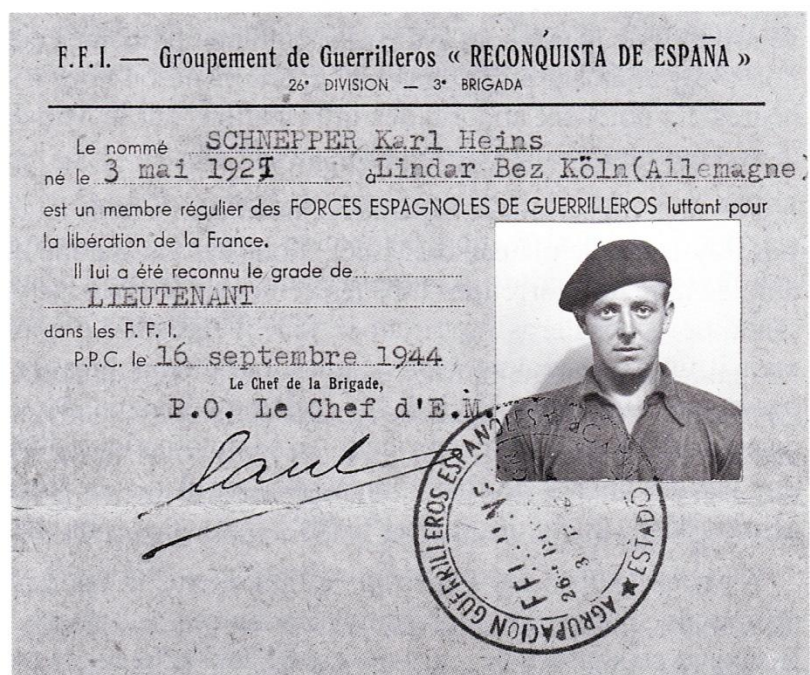 F.F.I. — Groupement de Guerrilleros « RECONQUISTA DE ESPAÑA »
26ᵉ DIVISION — 3ᵉ BRIGADA
Le nommé SCHNEPPER Karl Heins
né le 3 mai 1921 à Lindar Bez Köln(Allemagne)
est un membre régulier des FORCES ESPAGNOLES DE GUERRILLEROS luttant pour
la libération de la France.
Il lui a été reconnu le grade de
LIEUTENANT
dans les F. F. I.
P.P.C. le 16 septembre 1944
Le Chef de la Brigade,
P.O. Le Chef d'E.M.
AGRUPACION GUERRILLEROS ESPAÑOLES
ESTADO